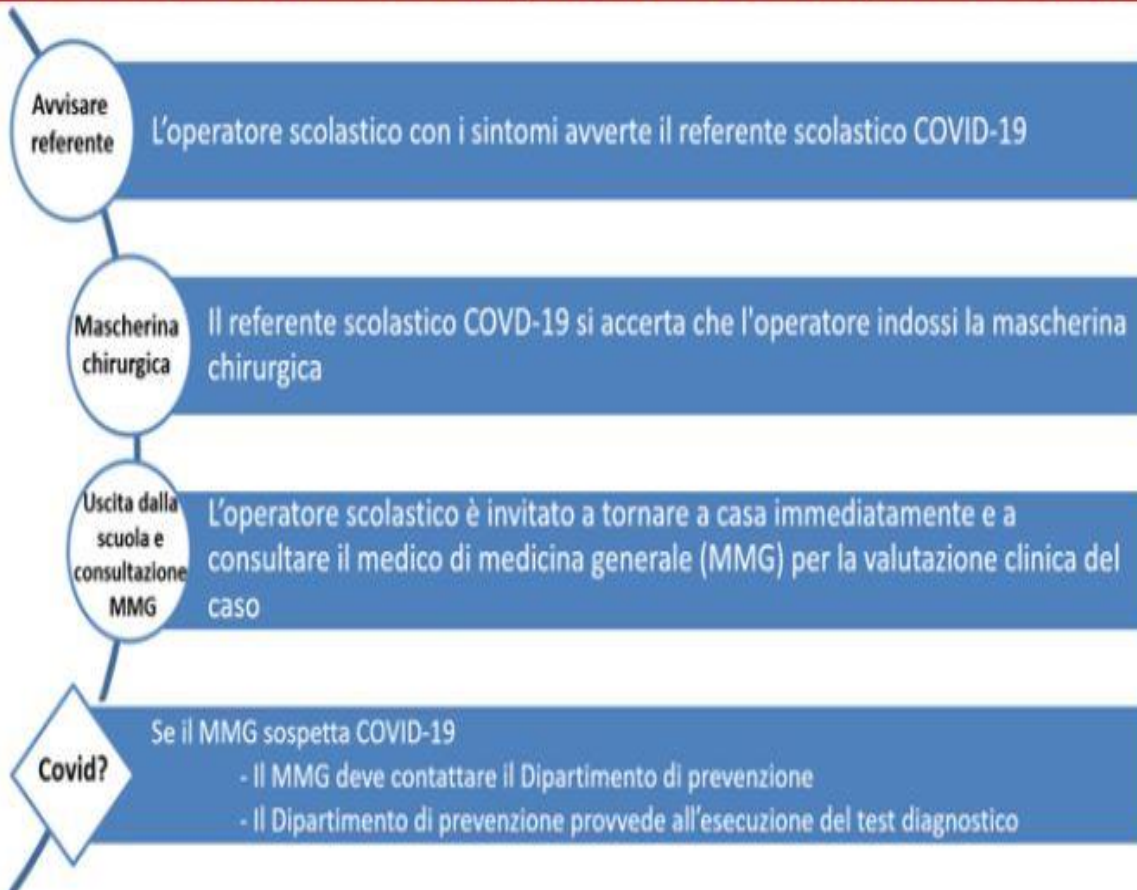 Avvisare
referente
L'operatore scolastico con i sintomi avverte il referente scolastico COVID-19
Mascherina
chirurgica
Il referente scolastico COVD-19 si accerta che l'operatore indossi la mascherina
chirurgica
Uscita dalla
scuola e
consultazione
MMG
L'operatore scolastico è invitato a tornare a casa immediatamente e a
consultare il medico di medicina generale (MMG) per la valutazione clinica del
caso
Covid?
Se il MMG sospetta COVID-19
- Il MMG deve contattare il Dipartimento di prevenzione
- Il Dipartimento di prevenzione provvede all'esecuzione del test diagnostico